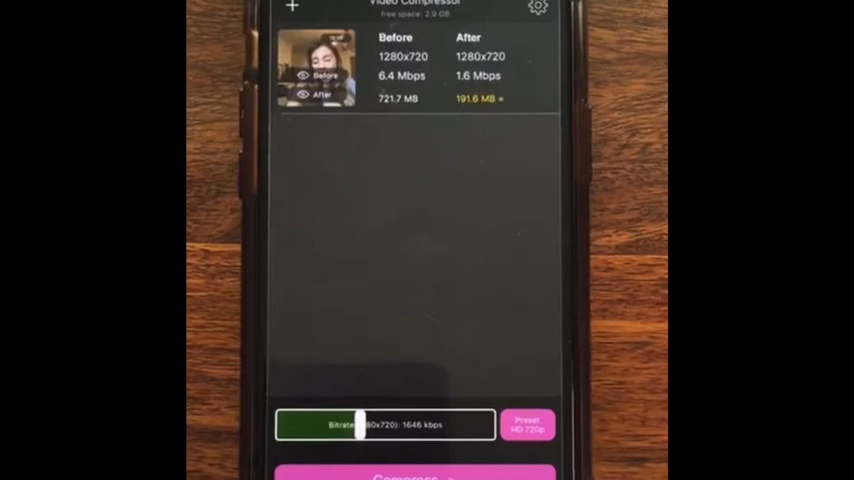 +
Video Compressor
free space: 2.9 GB
Before After
1280x720 1280x720
6.4 Mbps 1.6 Mbps
721.7 MB 191.6 MB ≈
Before
After
Bitrate 80x720): 1646 kbps
Preset
HD 720p
Compress >